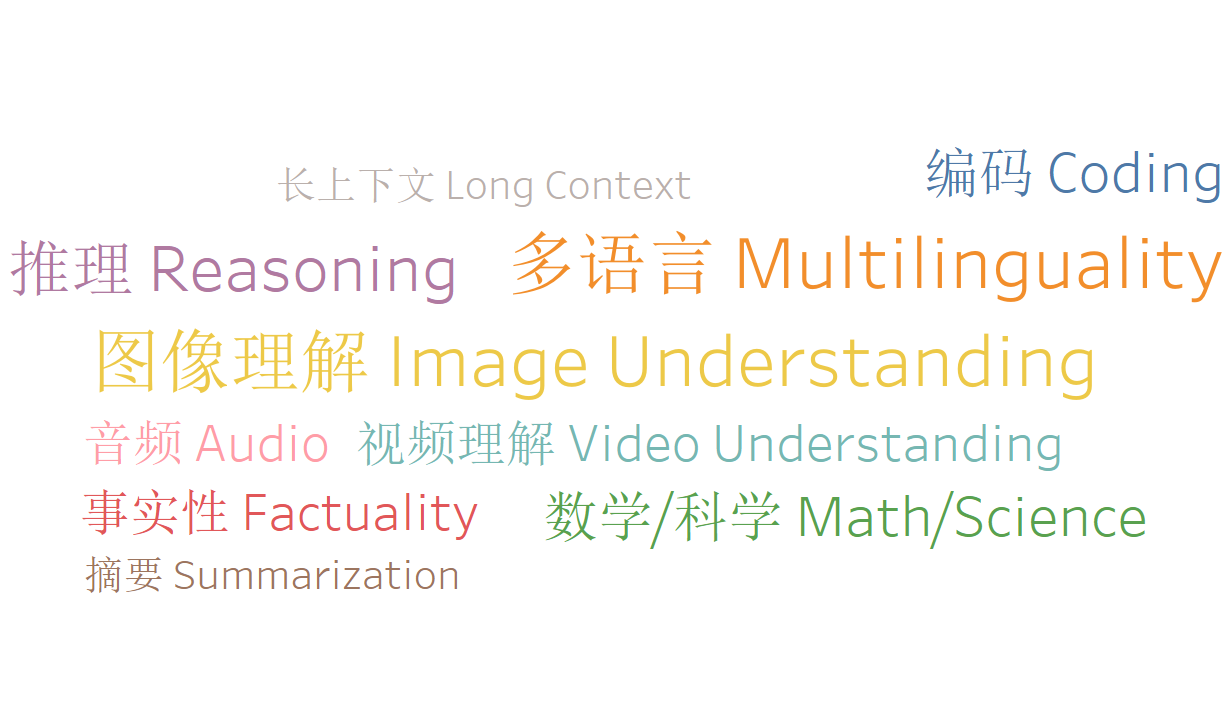 长上下文 Long Context
编码 Coding
推理 Reasoning
多语言 Multilinguality
图像理解 Image Understanding
音频 Audio
视频理解 Video Understanding
事实性 Factuality
数学/科学 Math/Science
摘要 Summarization